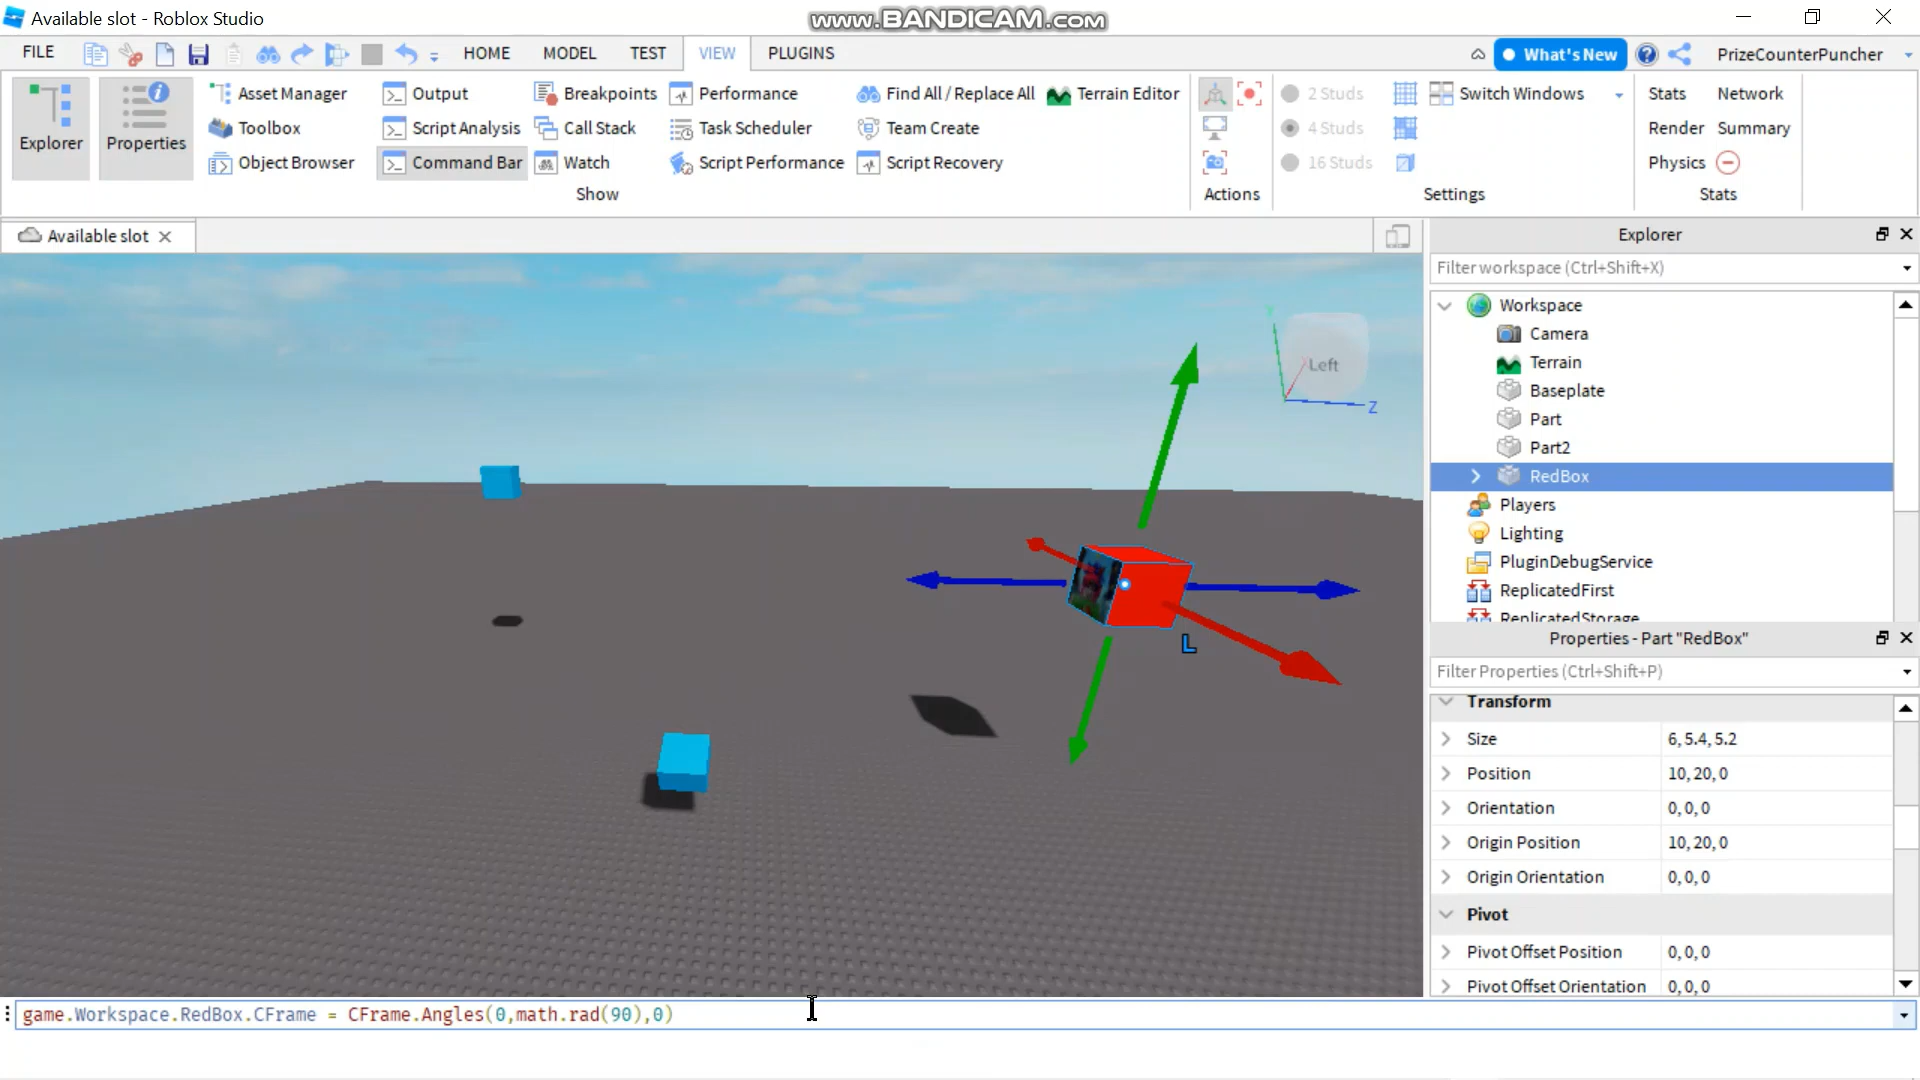 Available slot - Roblox Studio
www.BANDICAM.com
FILE HOME MODEL TEST VIEW PLUGINS What's New PrizeCounterPuncher
Explorer
Properties
Asset Manager
Toolbox
Object Browser
Output
Script Analysis
Command Bar
Breakpoints
Call Stack
Watch
Performance
Task Scheduler
Script Performance
Find All / Replace All
Team Create
Script Recovery
Terrain Editor
Show
Actions
2 Studs
4 Studs
16 Studs
Switch Windows
Settings
Stats Network
Render Summary
Physics
Stats
Available slot
Explorer
Filter workspace (Ctrl+Shift+X)
Workspace
Camera
Terrain
Baseplate
Part
Part2
RedBox
Players
Lighting
PluginDebugService
ReplicatedFirst
ReplicatedStorage
Y
Left
Z
L
Properties - Part "RedBox"
Filter Properties (Ctrl+Shift+P)
Transform
Size 6, 5.4, 5.2
Position 10, 20, 0
Orientation 0, 0, 0
Origin Position 10, 20, 0
Origin Orientation 0, 0, 0
Pivot
Pivot Offset Position 0, 0, 0
Pivot Offset Orientation 0, 0, 0
game.Workspace.RedBox.CFrame = CFrame.Angles(0,math.rad(90),0)